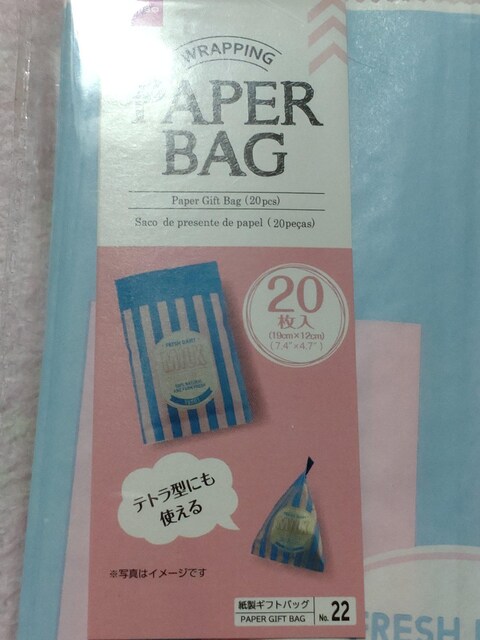 WRAPPING
PAPER
BAG
Paper Gift Bag (20pcs)
Saco de presente de papel (20peças)
20
枚入
(19cm×12cm)
(7.4"×4.7")
テトラ型にも
使える
※写真はイメージです
紙製ギフトバッグ
PAPER GIFT BAG
No. 22
FRESH